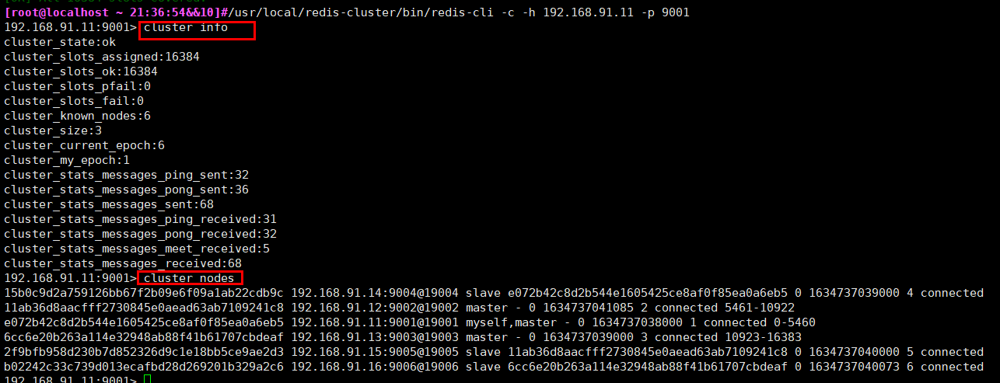 [root@localhost ~ 21:36:54&&10]#/usr/local/redis-cluster/bin/redis-cli -c -h 192.168.91.11 -p 9001
192.168.91.11:9001> cluster info
cluster_state:ok
cluster_slots_assigned:16384
cluster_slots_ok:16384
cluster_slots_pfail:0
cluster_slots_fail:0
cluster_known_nodes:6
cluster_size:3
cluster_current_epoch:6
cluster_my_epoch:1
cluster_stats_messages_ping_sent:32
cluster_stats_messages_pong_sent:36
cluster_stats_messages_sent:68
cluster_stats_messages_ping_received:31
cluster_stats_messages_pong_received:32
cluster_stats_messages_meet_received:5
cluster_stats_messages_received:68
192.168.91.11:9001> cluster nodes
15b0c9d2a759126bb67f2b09e6f09a1ab22cdb9c 192.168.91.14:9004@19004 slave e072b42c8d2b544e1605425ce8af0f85ea0a6eb5 0 1634737039000 4 connected
11ab36d8aacfff2730845e0aead63ab7109241c8 192.168.91.12:9002@19002 master - 0 1634737041085 2 connected 5461-10922
e072b42c8d2b544e1605425ce8af0f85ea0a6eb5 192.168.91.11:9001@19001 myself,master - 0 1634737038000 1 connected 0-5460
6cc6e20b263a114e32948ab88f41b61707cbdeaf 192.168.91.13:9003@19003 master - 0 1634737039000 3 connected 10923-16383
2f9bfb958d230b7d852326d9c1e18bb5ce9ae2d3 192.168.91.15:9005@19005 slave 11ab36d8aacfff2730845e0aead63ab7109241c8 0 1634737040000 5 connected
b02242c33c739d013ecafbd28d269201b329a2c6 192.168.91.16:9006@19006 slave 6cc6e20b263a114e32948ab88f41b61707cbdeaf 0 1634737040073 6 connected
192.168.91.11:9001>